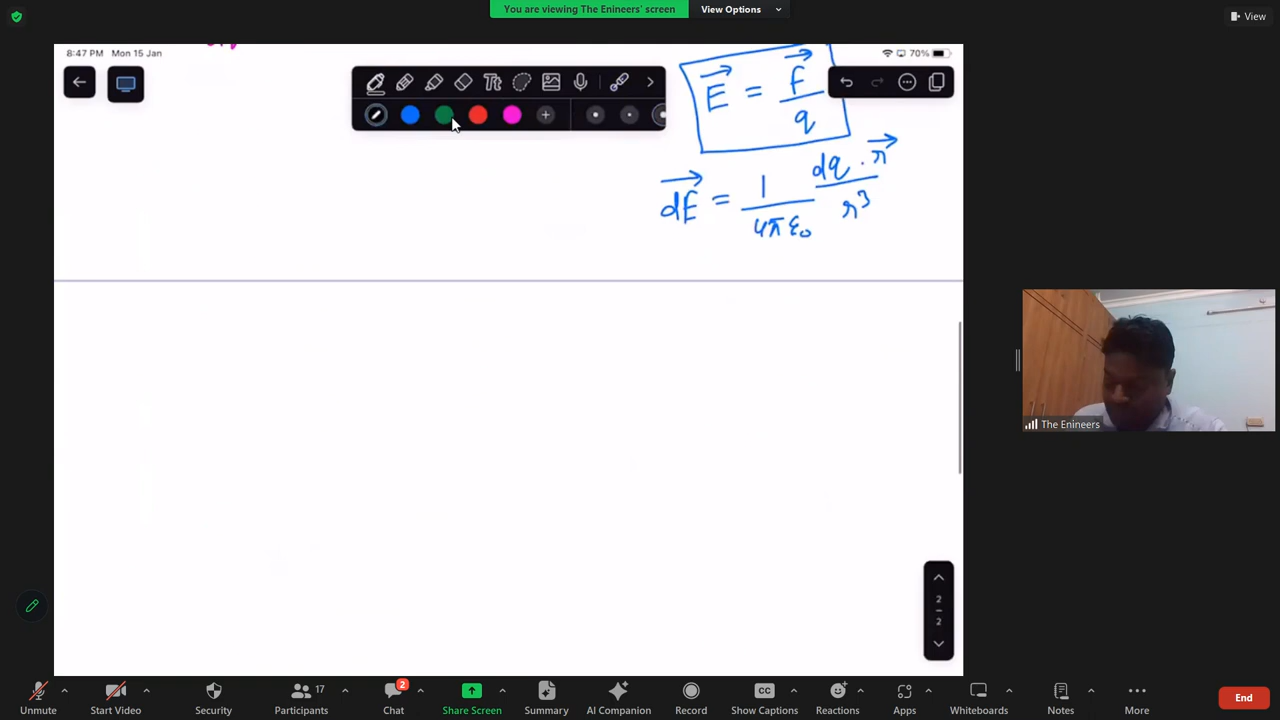 You are viewing The Enineers' screen
View Options
View
8:47 PM Mon 15 Jan
70%
Tt
E = F / q
dE = 1 / 4πε₀ dq · r / r³
The Enineers
2
2
17
2
Unmute
Start Video
Security
Participants
Chat
Share Screen
Summary
AI Companion
Record
CC
Show Captions
Reactions
Apps
Whiteboards
Notes
More
End